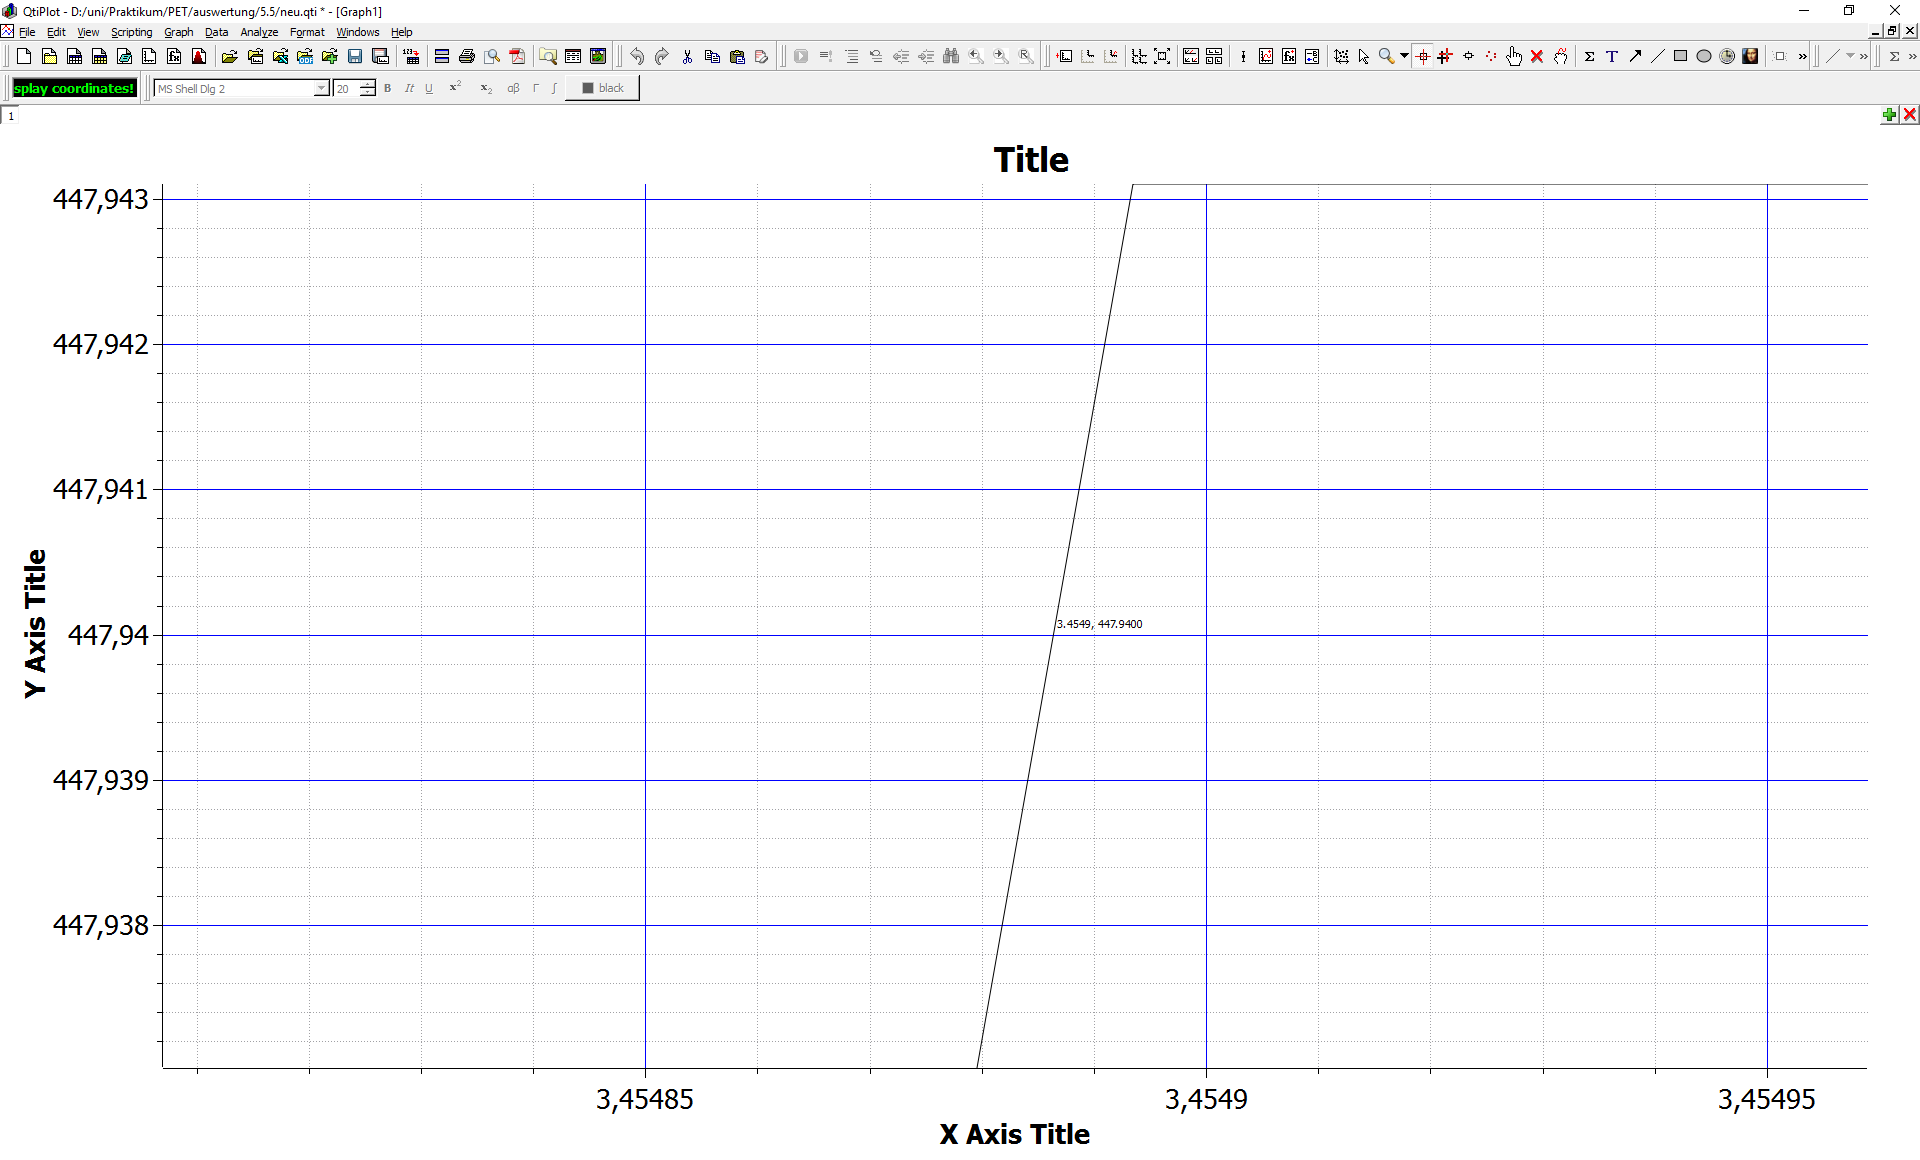 QtiPlot - D:/uni/Praktikum/PET/auswertung/5.5/neu.qti * - [Graph1]
File Edit View Scripting Graph Data Analyze Format Windows Help
splay coordinates! MS Shell Dlg 2 20 B It U x² x₂ αβ Γ ∫ black
1
Title
447,943
447,942
447,941
447,94
447,939
447,938
Y Axis Title
3.4549, 447.9400
3,45485 3,4549 3,45495
X Axis Title